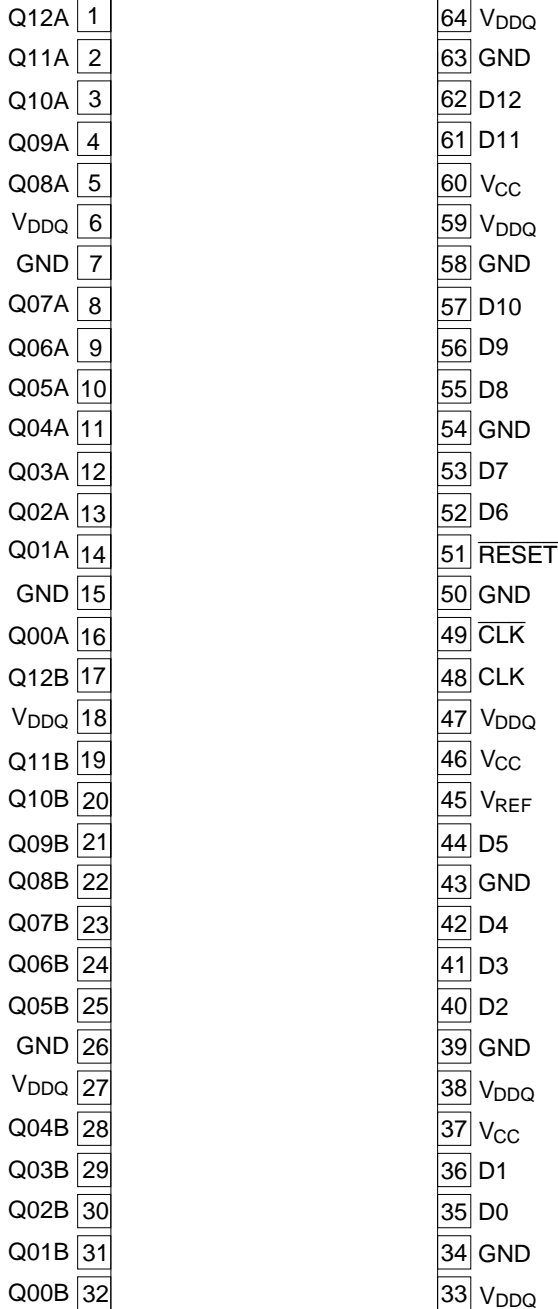 Q12A 1 64 VDDQ
Q11A 2 63 GND
Q10A 3 62 D12
Q09A 4 61 D11
Q08A 5 60 VCC
VDDQ 6 59 VDDQ
GND 7 58 GND
Q07A 8 57 D10
Q06A 9 56 D9
Q05A 10 55 D8
Q04A 11 54 GND
Q03A 12 53 D7
Q02A 13 52 D6
Q01A 14 51 RESET
GND 15 50 GND
Q00A 16 49 CLK
Q12B 17 48 CLK
VDDQ 18 47 VDDQ
Q11B 19 46 VCC
Q10B 20 45 VREF
Q09B 21 44 D5
Q08B 22 43 GND
Q07B 23 42 D4
Q06B 24 41 D3
Q05B 25 40 D2
GND 26 39 GND
VDDQ 27 38 VDDQ
Q04B 28 37 VCC
Q03B 29 36 D1
Q02B 30 35 D0
Q01B 31 34 GND
Q00B 32 33 VDDQ